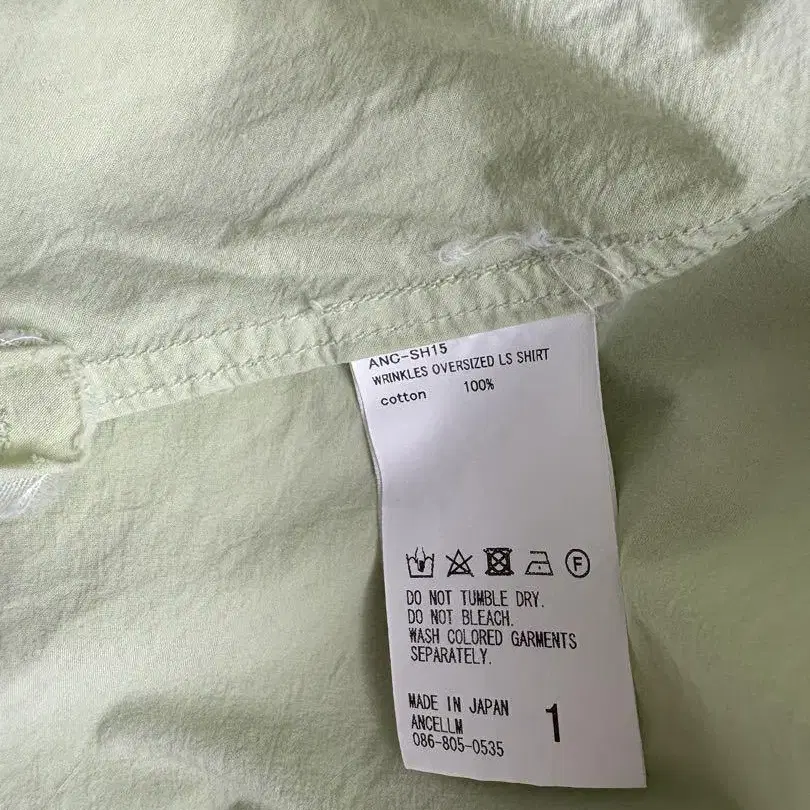 ANC-SH15
WRINKLES OVERSIZED LS SHIRT
cotton 100%
F
DO NOT TUMBLE DRY.
DO NOT BLEACH.
WASH COLORED GARMENTS
SEPARATELY.
MADE IN JAPAN
ANCELLM
086-805-0535
1